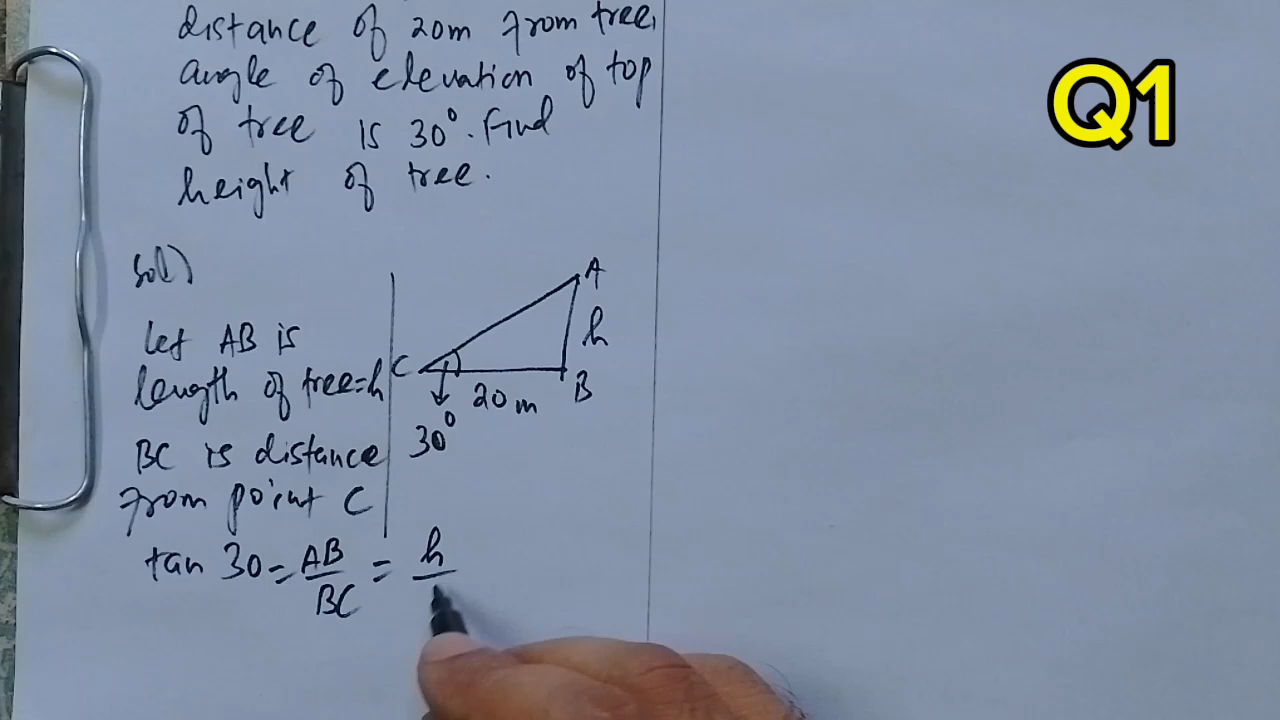 distance of 20m from tree,
angle of elevation of top
of tree is 30°. Find
height of tree.
Q1
Sol)
Let AB is
length of tree=h
BC is distance
from point C
tan 30 = AB/BC = h
A
h
C
B
20 m
30°